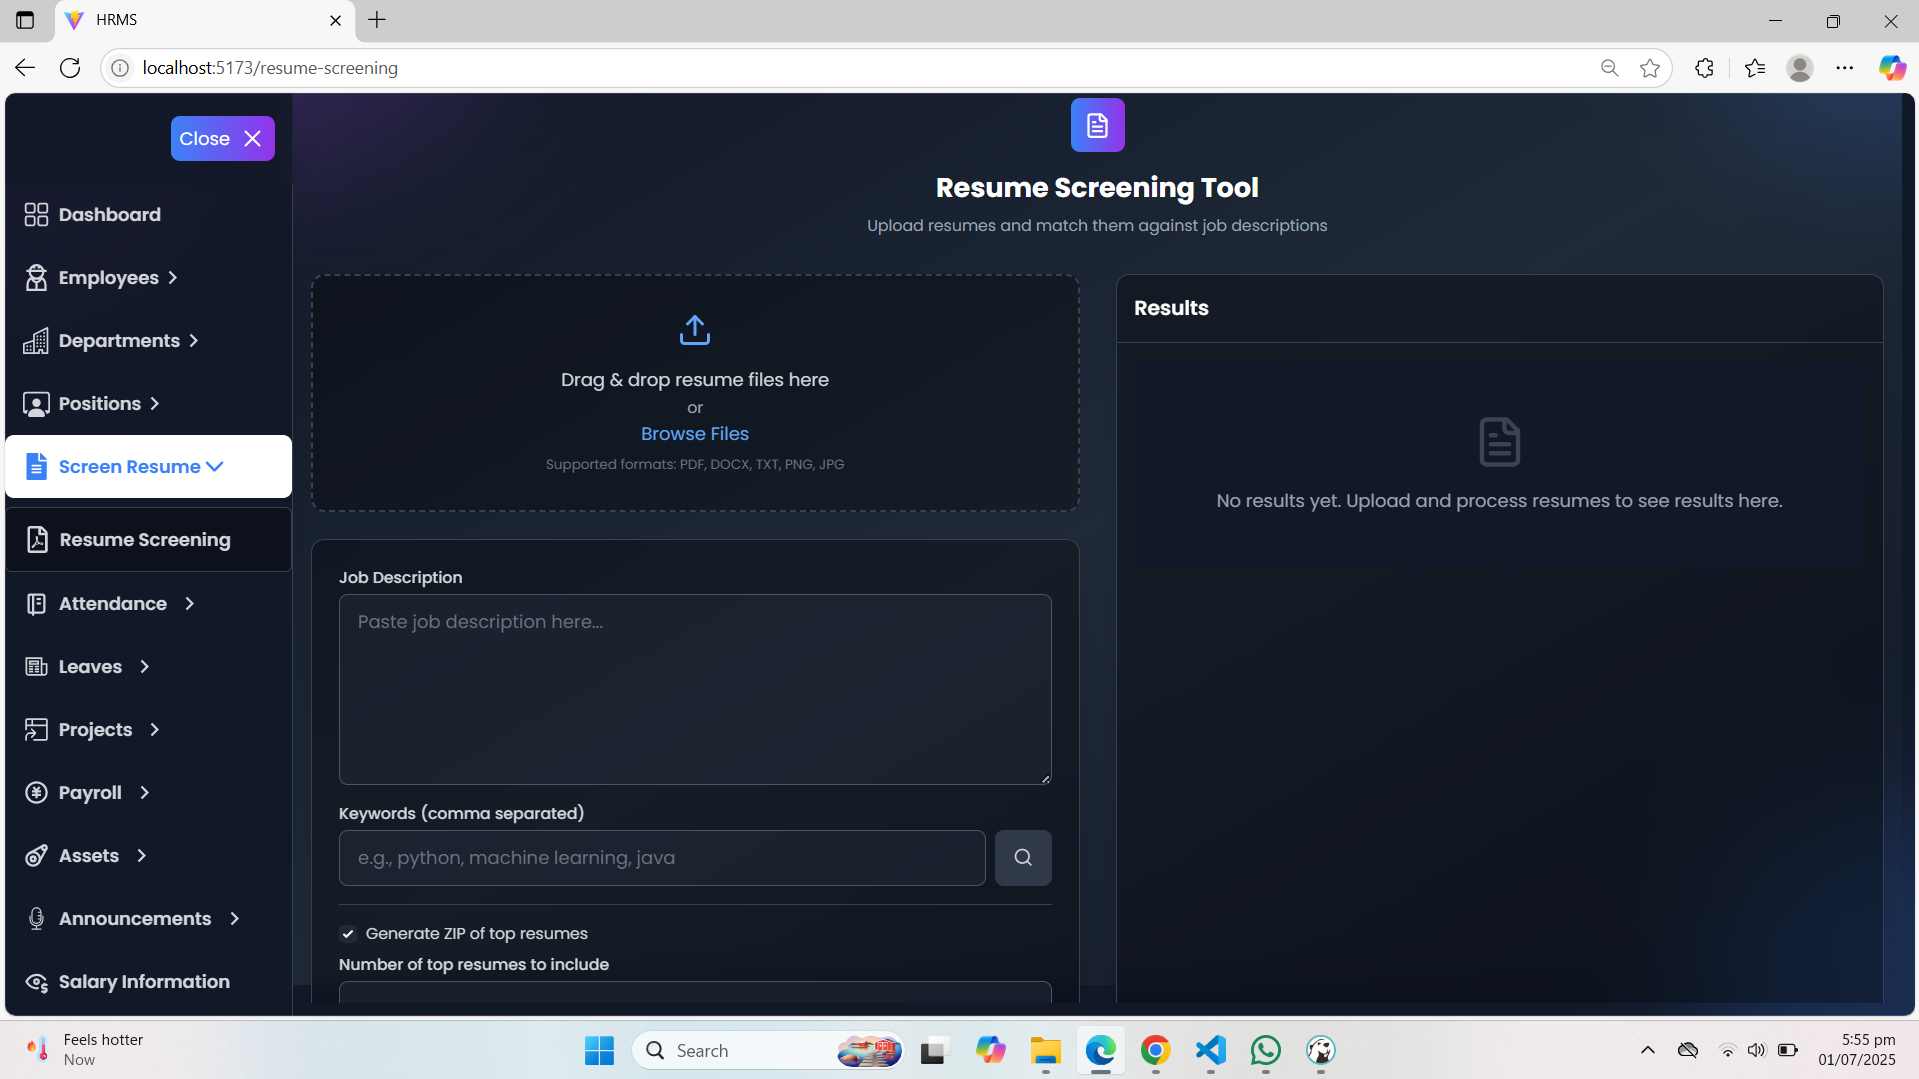 HRMS
localhost:5173/resume-screening
Close
Dashboard
Employees
Departments
Positions
Screen Resume
Resume Screening
Attendance
Leaves
Projects
Payroll
Assets
Announcements
Salary Information
Resume Screening Tool
Upload resumes and match them against job descriptions
Drag & drop resume files here
or
Browse Files
Supported formats: PDF, DOCX, TXT, PNG, JPG
Job Description
Paste job description here...
Keywords (comma separated)
e.g., python, machine learning, java
Generate ZIP of top resumes
Number of top resumes to include
Results
No results yet. Upload and process resumes to see results here.
Feels hotter
Now
Search
5:55 pm
01/07/2025